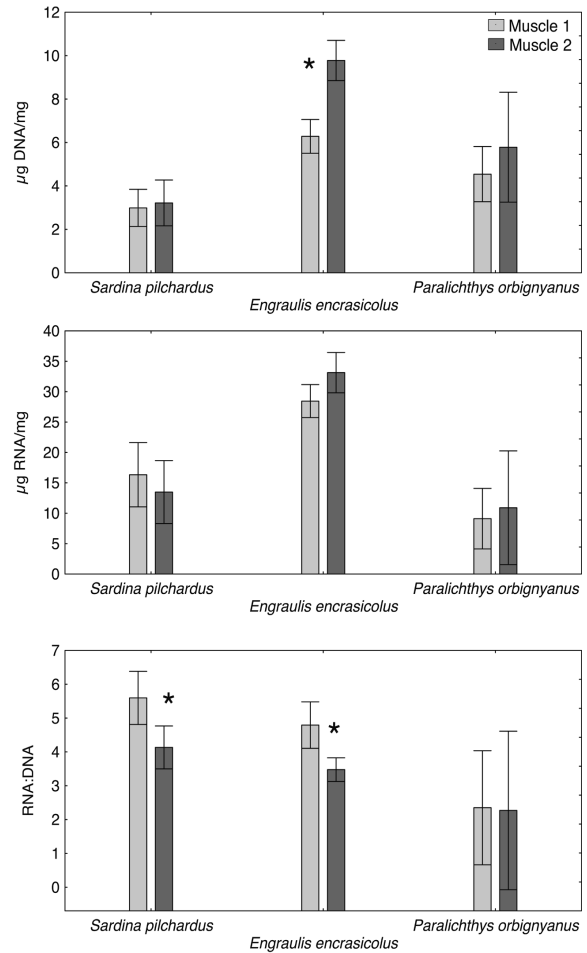 12
10
8
6
4
2
0
µg DNA/mg
Muscle 1
Muscle 2
*
Sardina pilchardus
Engraulis encrasicolus
Paralichthys orbignyanus
40
35
30
25
20
15
10
5
0
µg RNA/mg
Sardina pilchardus
Engraulis encrasicolus
Paralichthys orbignyanus
7
6
5
4
3
2
1
0
RNA:DNA
*
*
Sardina pilchardus
Engraulis encrasicolus
Paralichthys orbignyanus